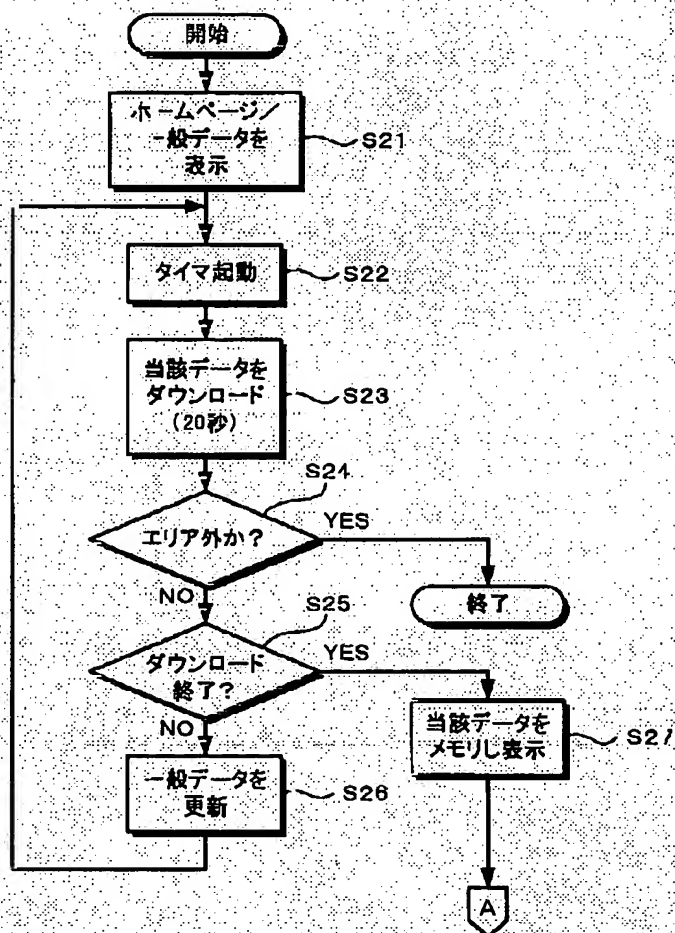 開始
ホームページ/
一般データを
表示
S21
タイマ起動
S22
当該データを
ダウンロード
(20秒)
S23
S24
エリア外か?
YES
NO
終了
S25
ダウンロード
終了?
YES
NO
当該データを
メモリし表示
S27
一般データを
更新
S26
A